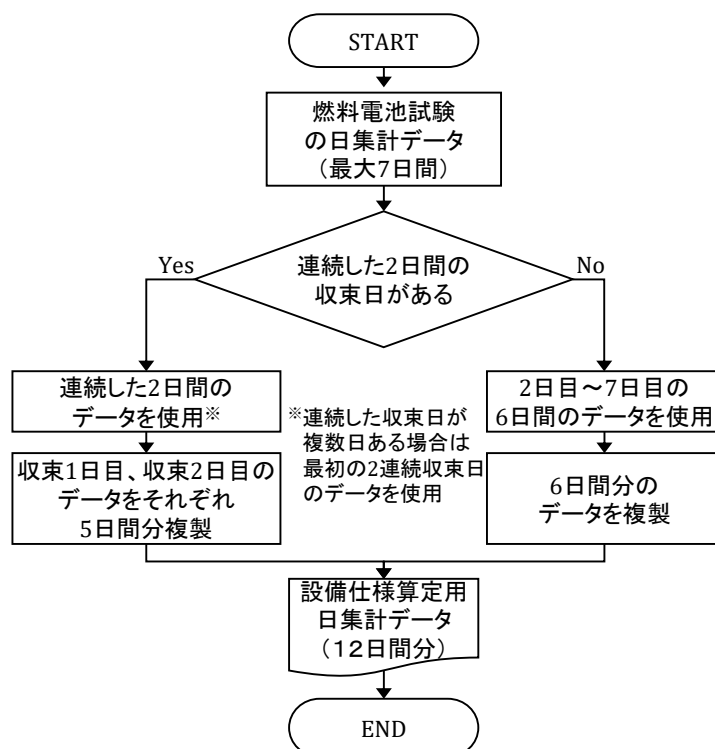 START
燃料電池試験
の日集計データ
（最大7日間）
連続した2日間の
収束日がある
Yes
No
連続した2日間の
データを使用※
収束1日目、収束2日目の
データをそれぞれ
5日間分複製
※連続した収束日が
複数日ある場合は
最初の2連続収束日
のデータを使用
2日目～7日目の
6日間のデータを使用
6日間分の
データを複製
設備仕様算定用
日集計データ
（１２日間分）
END